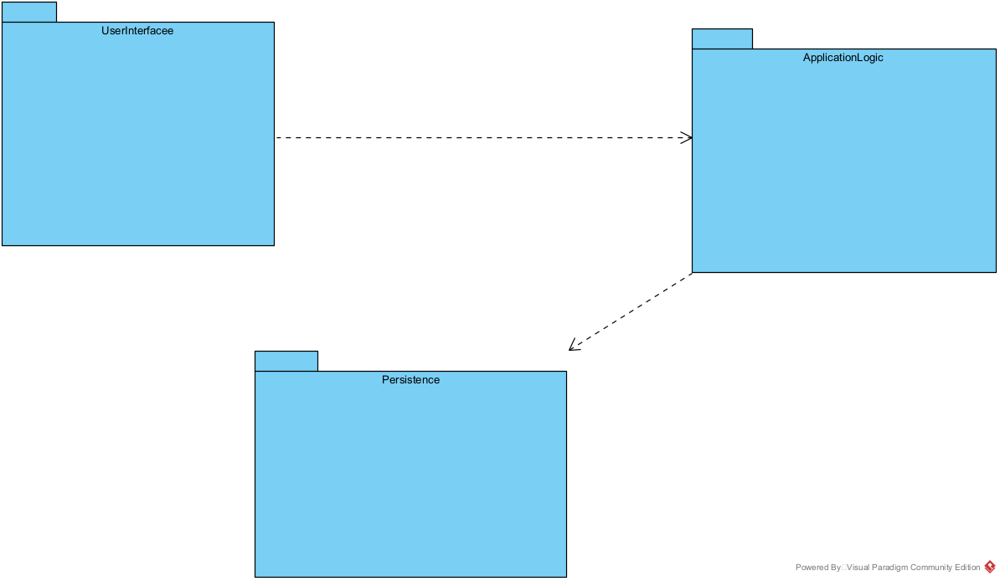 UserInterfacee
ApplicationLogic
Persistence
Powered By Visual Paradigm Community Edition